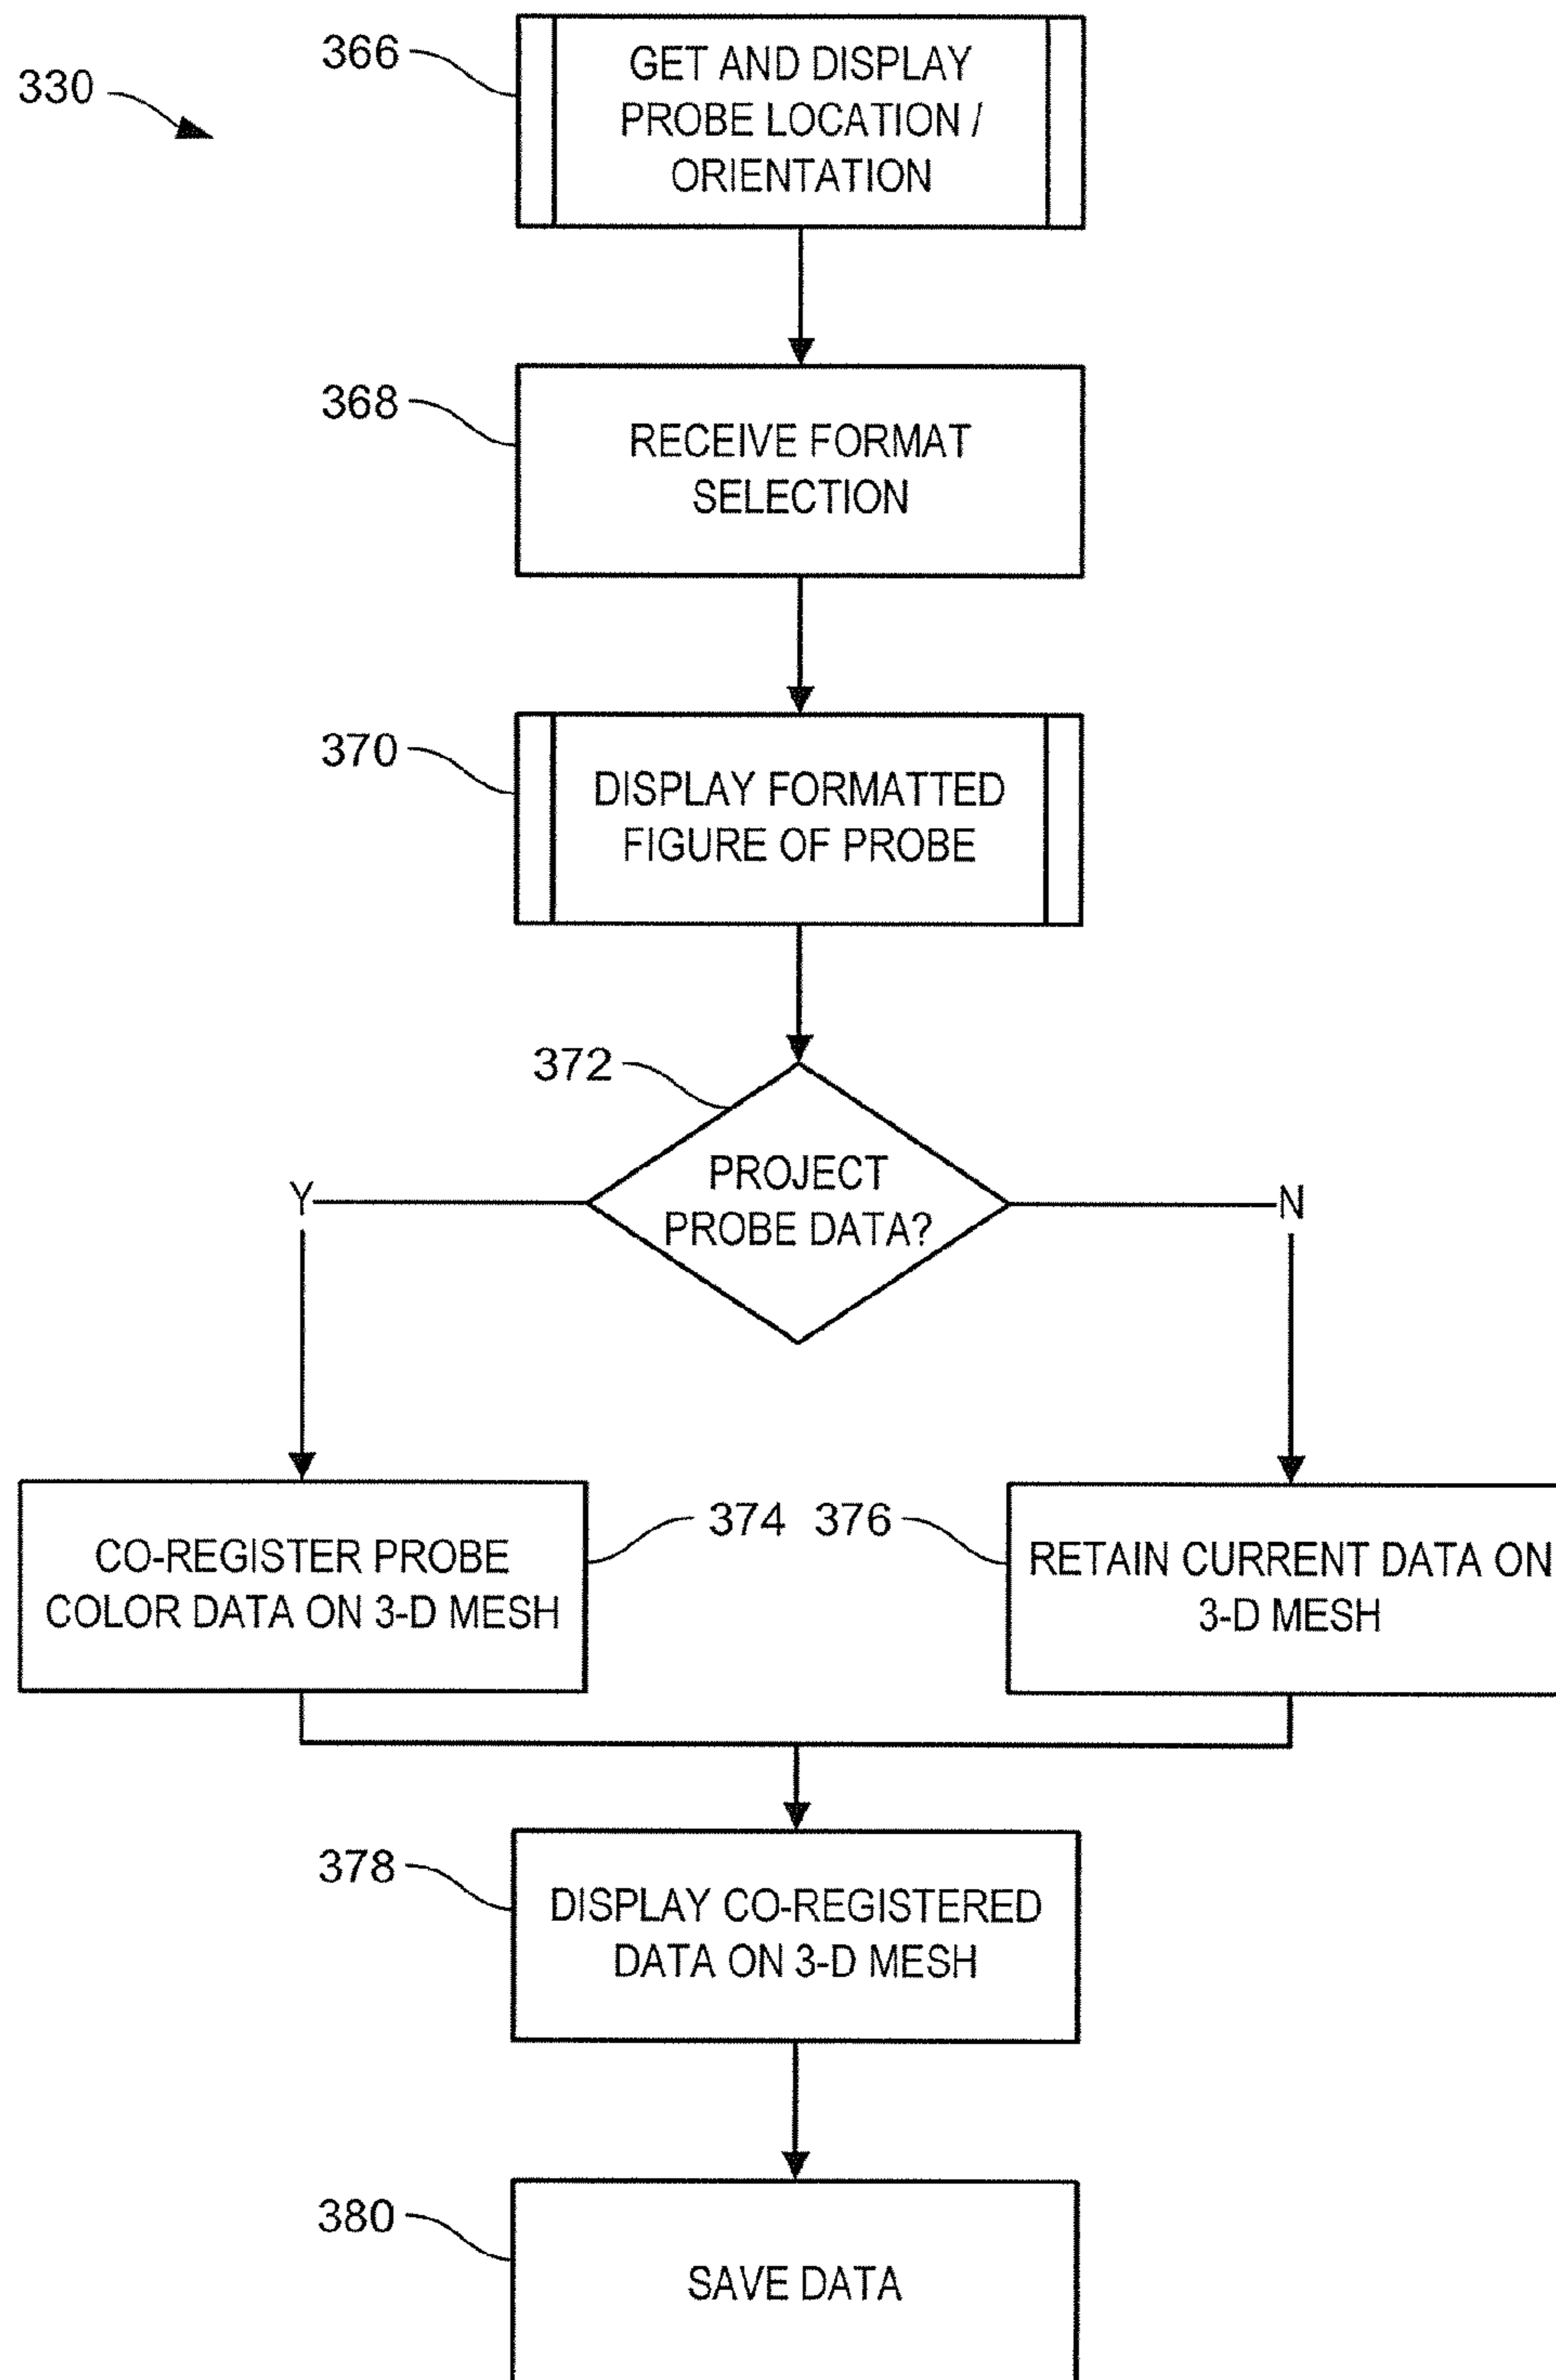 330
366
GET AND DISPLAY
PROBE LOCATION /
ORIENTATION
368
RECEIVE FORMAT
SELECTION
370
DISPLAY FORMATTED
FIGURE OF PROBE
372
PROJECT
PROBE DATA?
Y
N
374
CO-REGISTER PROBE
COLOR DATA ON 3-D MESH
376
RETAIN CURRENT DATA ON
3-D MESH
378
DISPLAY CO-REGISTERED
DATA ON 3-D MESH
380
SAVE DATA